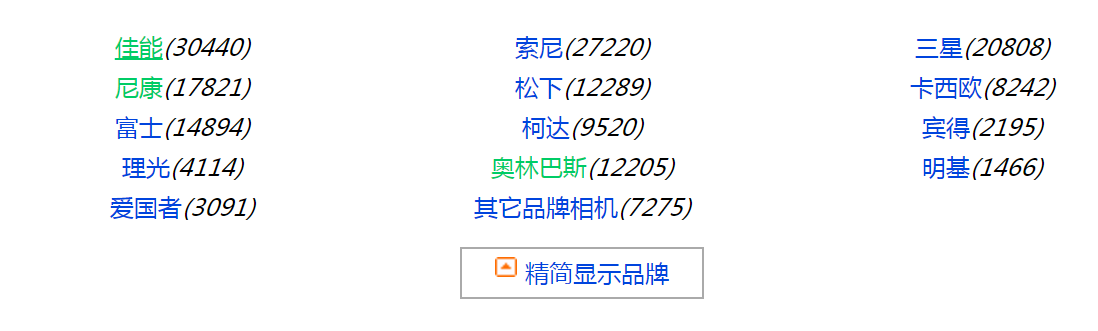 佳能(30440) 索尼(27220) 三星(20808)
尼康(17821) 松下(12289) 卡西欧(8242)
富士(14894) 柯达(9520) 宾得(2195)
理光(4114) 奥林巴斯(12205) 明基(1466)
爱国者(3091) 其它品牌相机(7275)
精简显示品牌